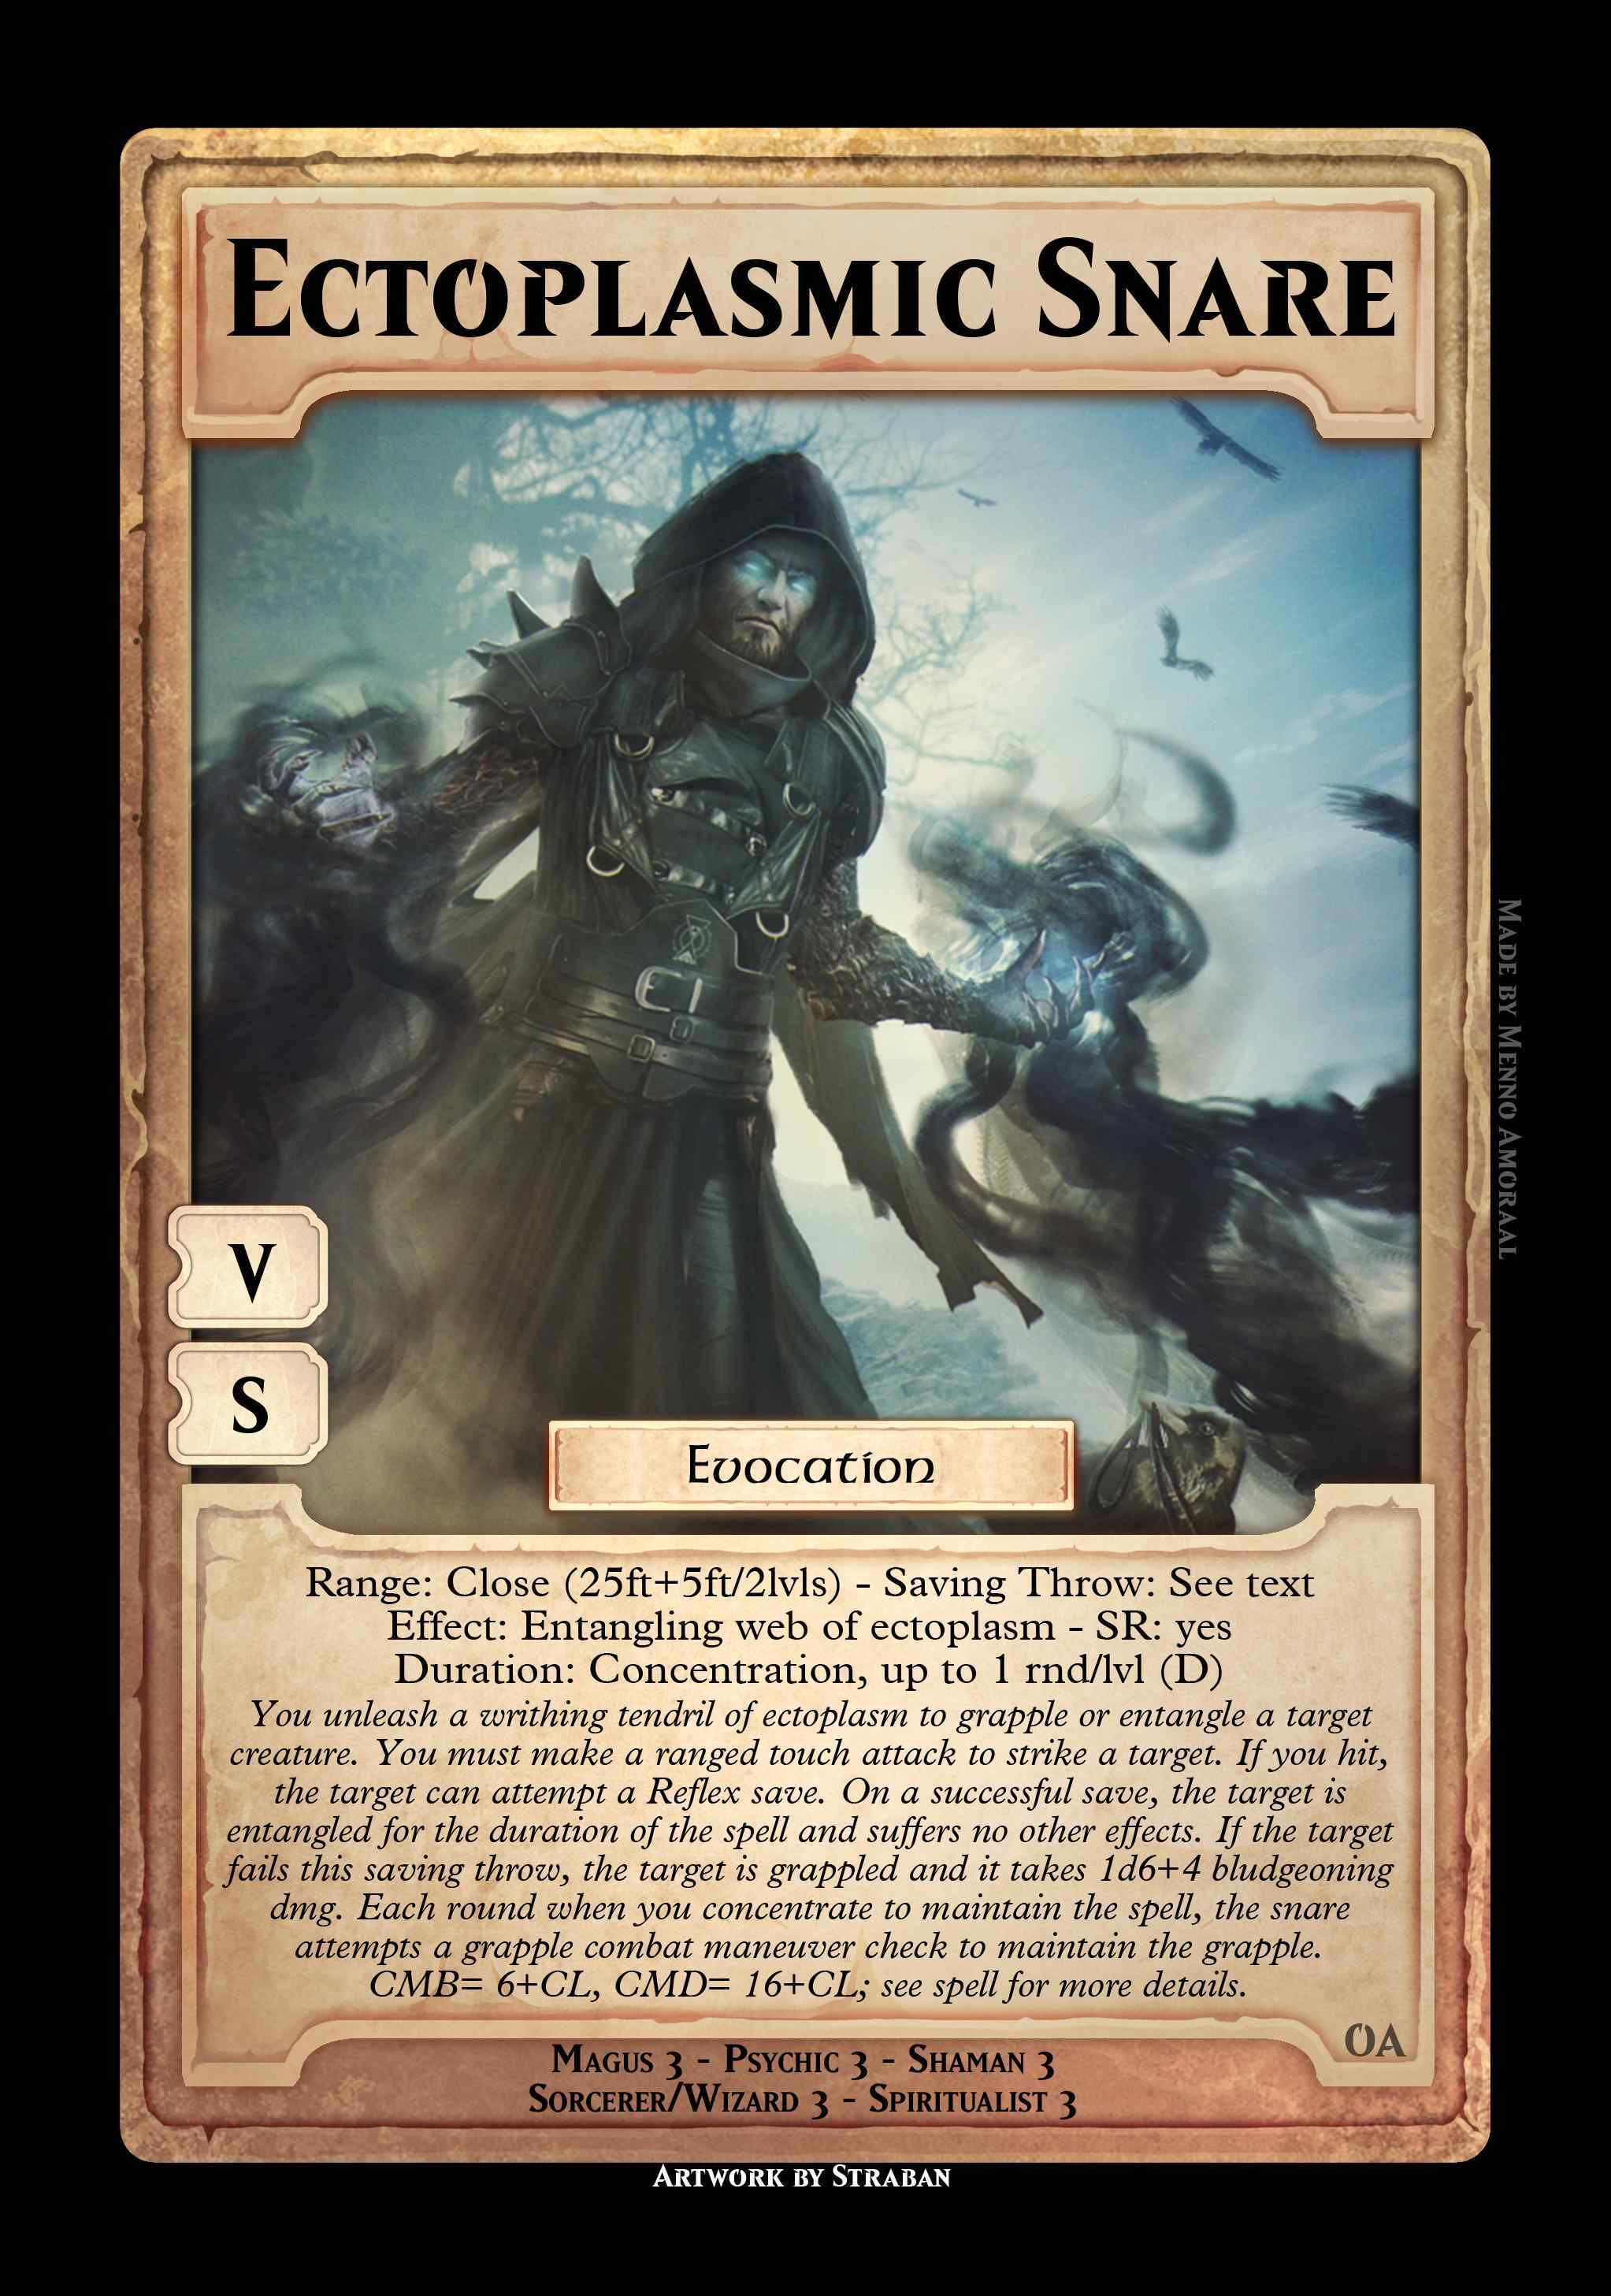 Ectoplasmic Snare
Made by Menno Amoraal
V
S
Evocation
Range: Close (25ft+5ft/2lvls) - Saving Throw: See text
Effect: Entangling web of ectoplasm - SR: yes
Duration: Concentration, up to 1 rnd/lvl (D)
You unleash a writhing tendril of ectoplasm to grapple or entangle a target
creature. You must make a ranged touch attack to strike a target. If you hit,
the target can attempt a Reflex save. On a successful save, the target is
entangled for the duration of the spell and suffers no other effects. If the target
fails this saving throw, the target is grappled and it takes 1d6+4 bludgeoning
dmg. Each round when you concentrate to maintain the spell, the snare
attempts a grapple combat maneuver check to maintain the grapple.
CMB= 6+CL, CMD= 16+CL; see spell for more details.
OA
Magus 3 - Psychic 3 - Shaman 3
Sorcerer/Wizard 3 - Spiritualist 3
Artwork by Straban